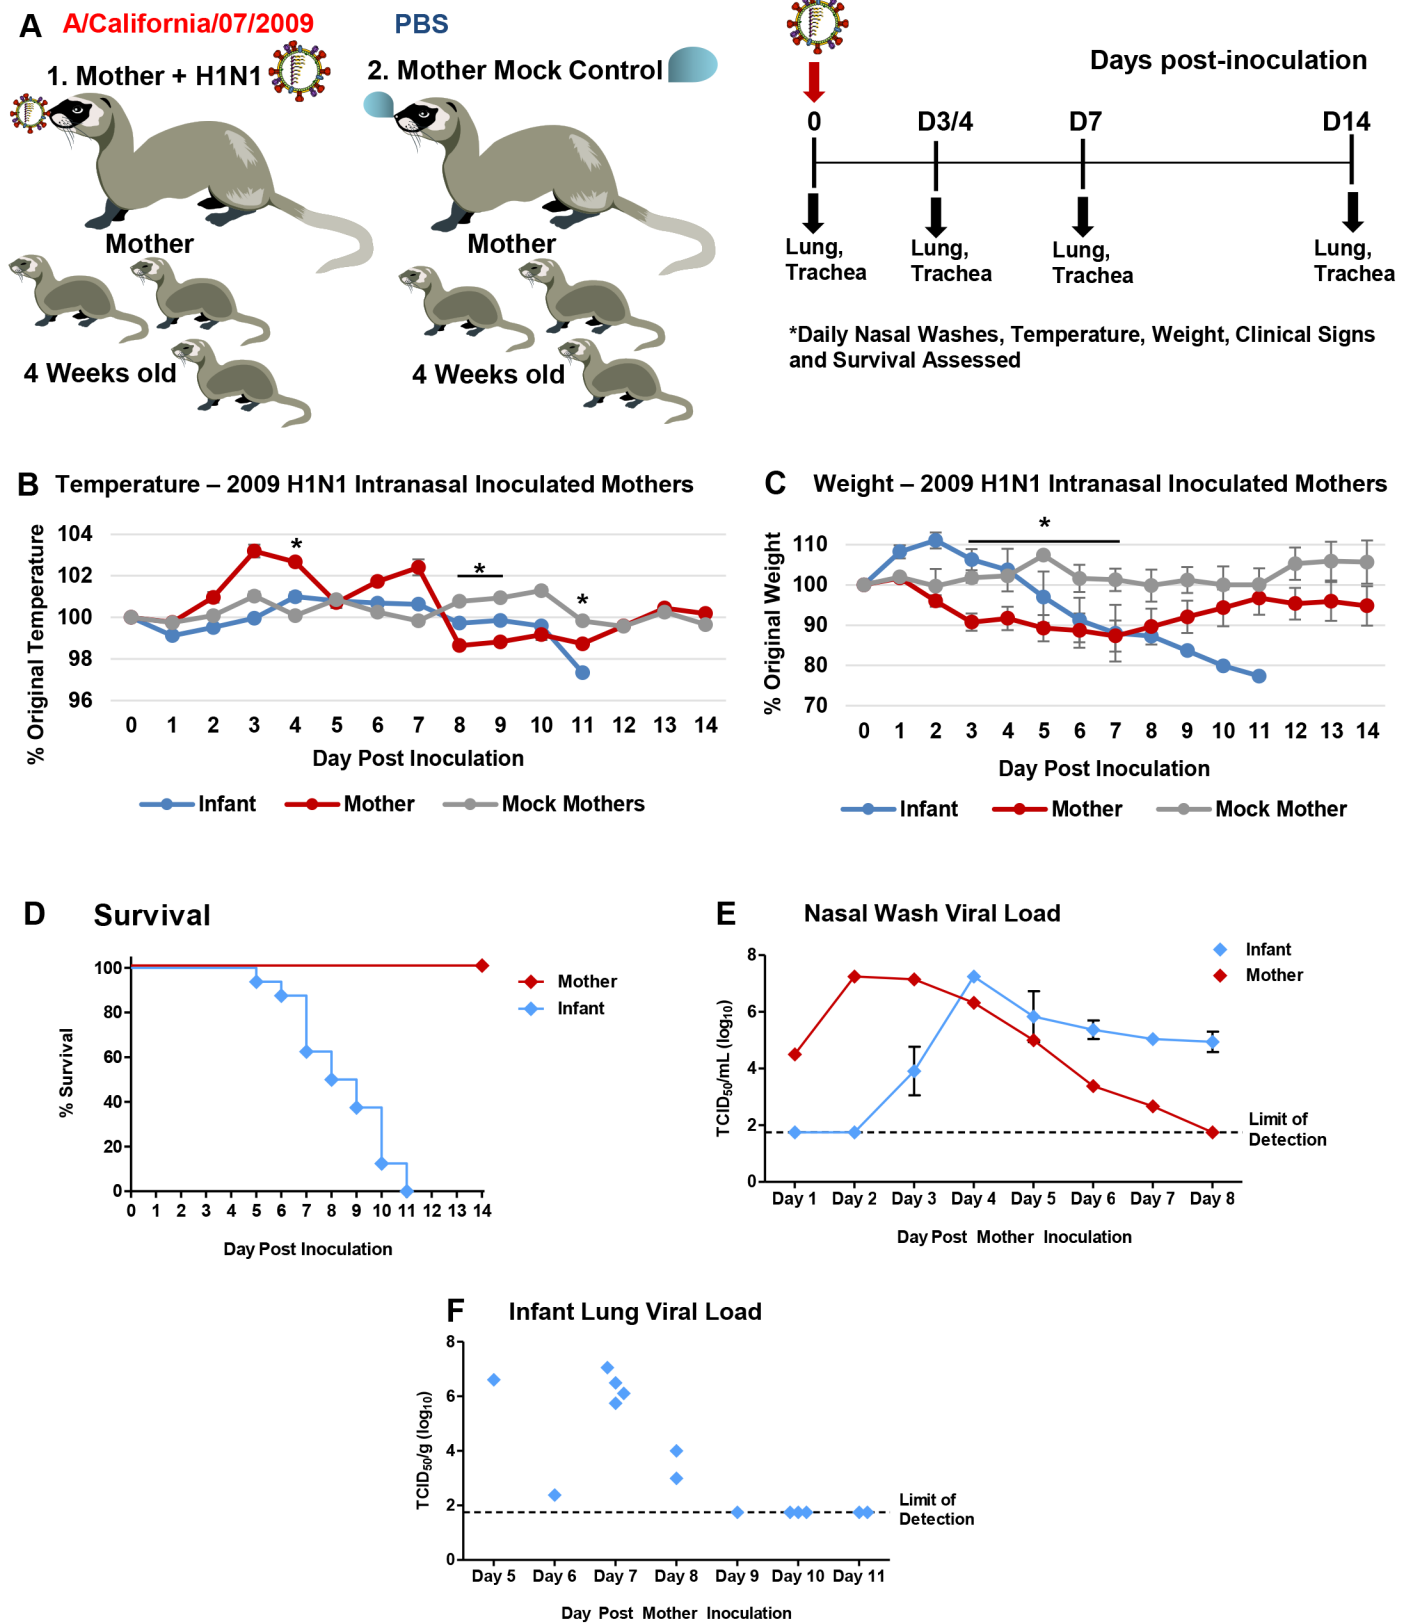 A
A/California/07/2009
PBS
1. Mother + H1N1
2. Mother Mock Control
Mother
Mother
4 Weeks old
4 Weeks old
Days post-inoculation
0
D3/4
D7
D14
Lung,
Trachea
Lung,
Trachea
Lung,
Trachea
Lung,
Trachea
*Daily Nasal Washes, Temperature, Weight, Clinical Signs
and Survival Assessed
B
Temperature – 2009 H1N1 Intranasal Inoculated Mothers
% Original Temperature
104
102
100
98
96
*
*
*
0 1 2 3 4 5 6 7 8 9 10 11 12 13 14
Day Post Inoculation
Infant
Mother
Mock Mothers
C
Weight – 2009 H1N1 Intranasal Inoculated Mothers
% Original Weight
110
100
90
80
70
*
0 1 2 3 4 5 6 7 8 9 10 11 12 13 14
Day Post Inoculation
Infant
Mother
Mock Mother
D
Survival
% Survival
100
80
60
40
20
0
0 1 2 3 4 5 6 7 8 9 10 11 12 13 14
Day Post Inoculation
Mother
Infant
E
Nasal Wash Viral Load
TCID50/mL (log10)
8
6
4
2
0
Day 1 Day 2 Day 3 Day 4 Day 5 Day 6 Day 7 Day 8
Day Post Mother Inoculation
Infant
Mother
Limit of
Detection
F
Infant Lung Viral Load
TCID50/g (log10)
8
6
4
2
0
Day 5 Day 6 Day 7 Day 8 Day 9 Day 10 Day 11
Day Post Mother Inoculation
Limit of
Detection